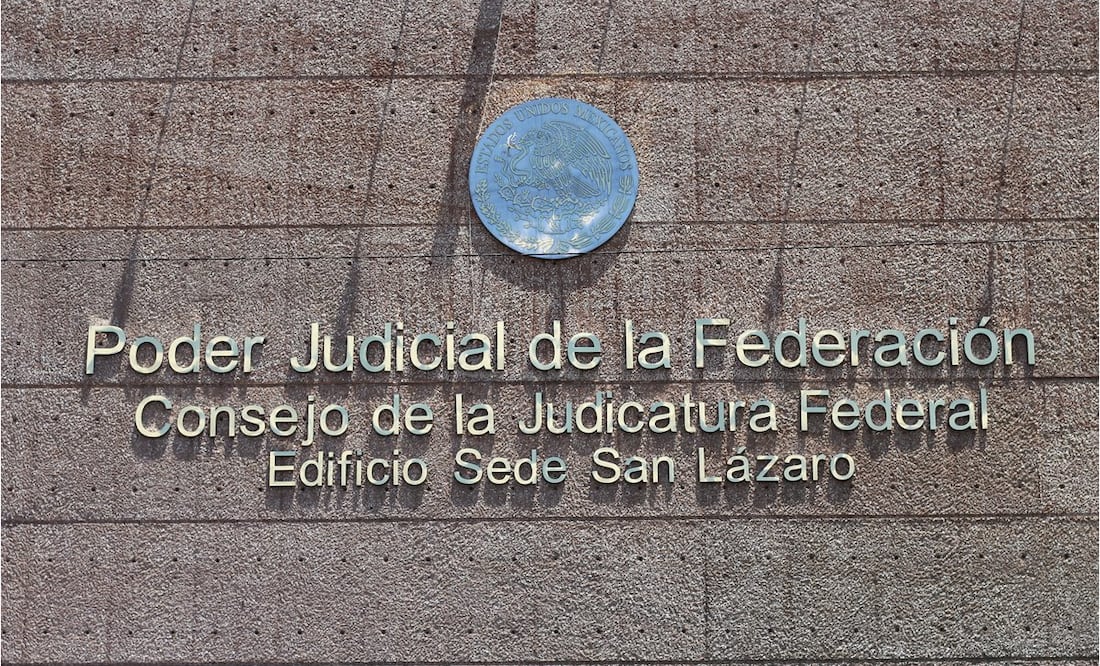 ESTADOS UNIDOS MEXICANOS
Poder Judicial de la Federación
Consejo de la Judicatura Federal
Edificio Sede San Lázaro